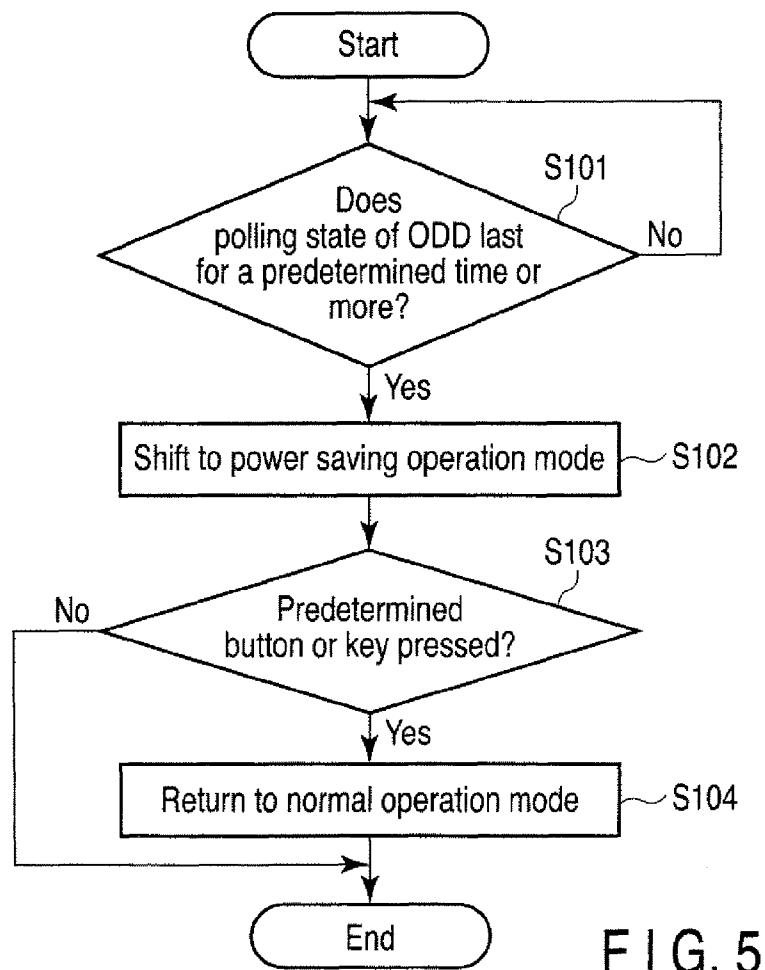 Start
S101
Does
polling state of ODD last
for a predetermined time or
more?
No
Yes
Shift to power saving operation mode
S102
S103
No
Predetermined
button or key pressed?
Yes
Return to normal operation mode
S104
End
FIG. 5